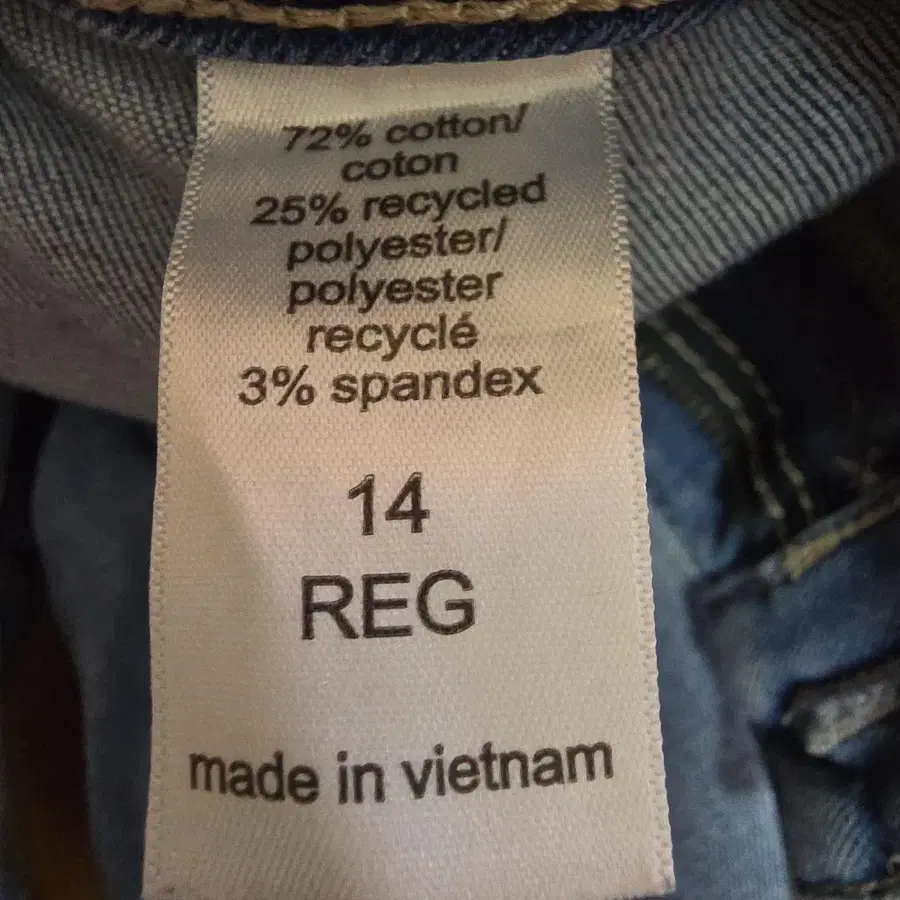 72% cotton/
coton
25% recycled
polyester/
polyester
recyclé
3% spandex
14
REG
made in vietnam